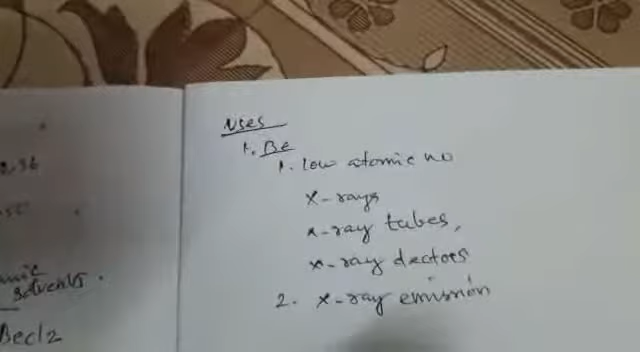 Uses
1. Be
1. low atomic no
x-rays
x-ray tubes,
x-ray dectors
2. x-ray emission
solvents.
Becl2